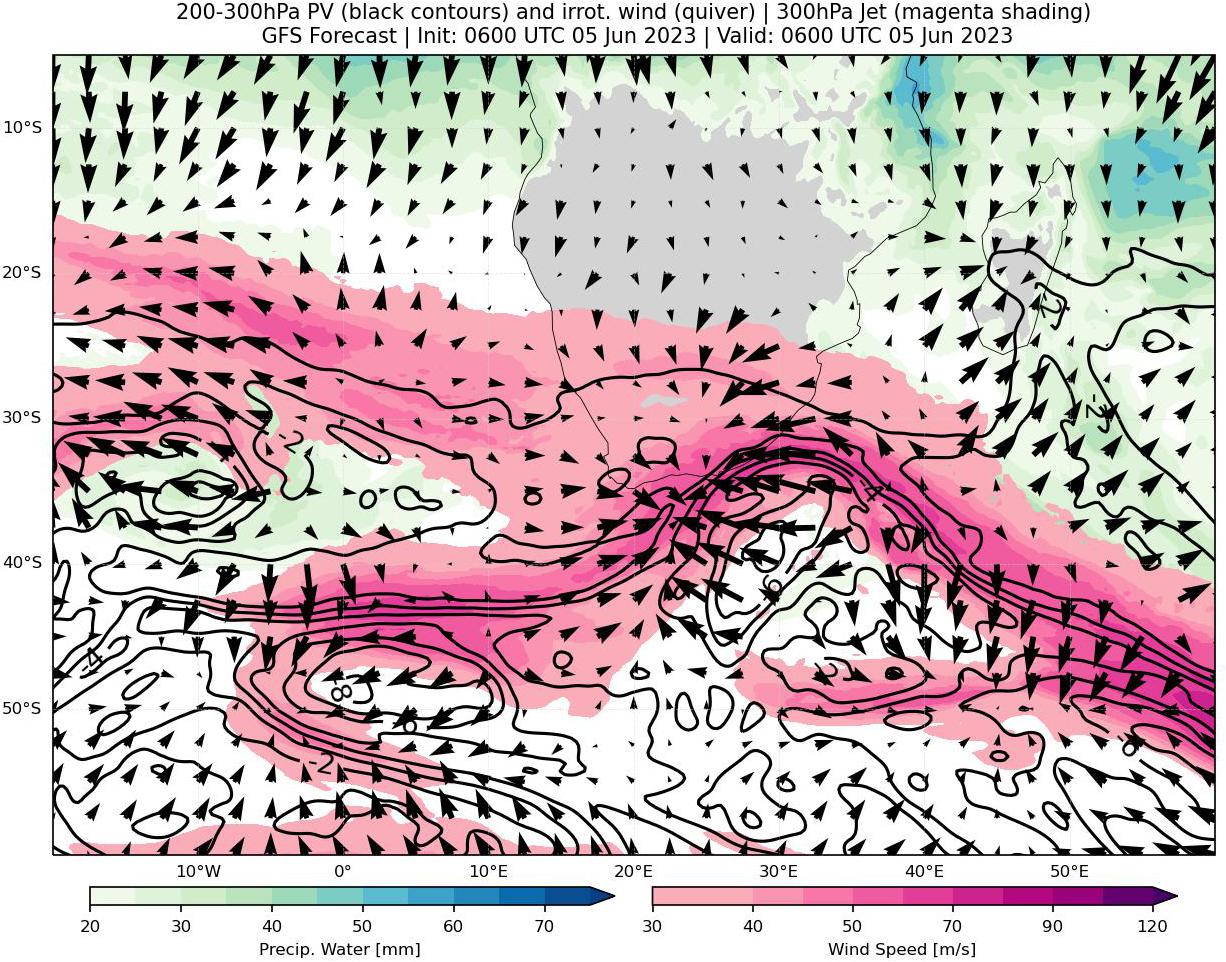 200-300hPa PV (black contours) and irrot. wind (quiver) | 300hPa Jet (magenta shading)
GFS Forecast | Init: 0600 UTC 05 Jun 2023 | Valid: 0600 UTC 05 Jun 2023
10°S
20°S
-2
-2
30°S
-2
-4
40°S
-6
-4
-2
-8
50°S
-6
-2
10°W 0° 10°E 20°E 30°E 40°E 50°E
20 30 40 50 60 70
30 40 50 70 90 120
Precip. Water [mm]
Wind Speed [m/s]